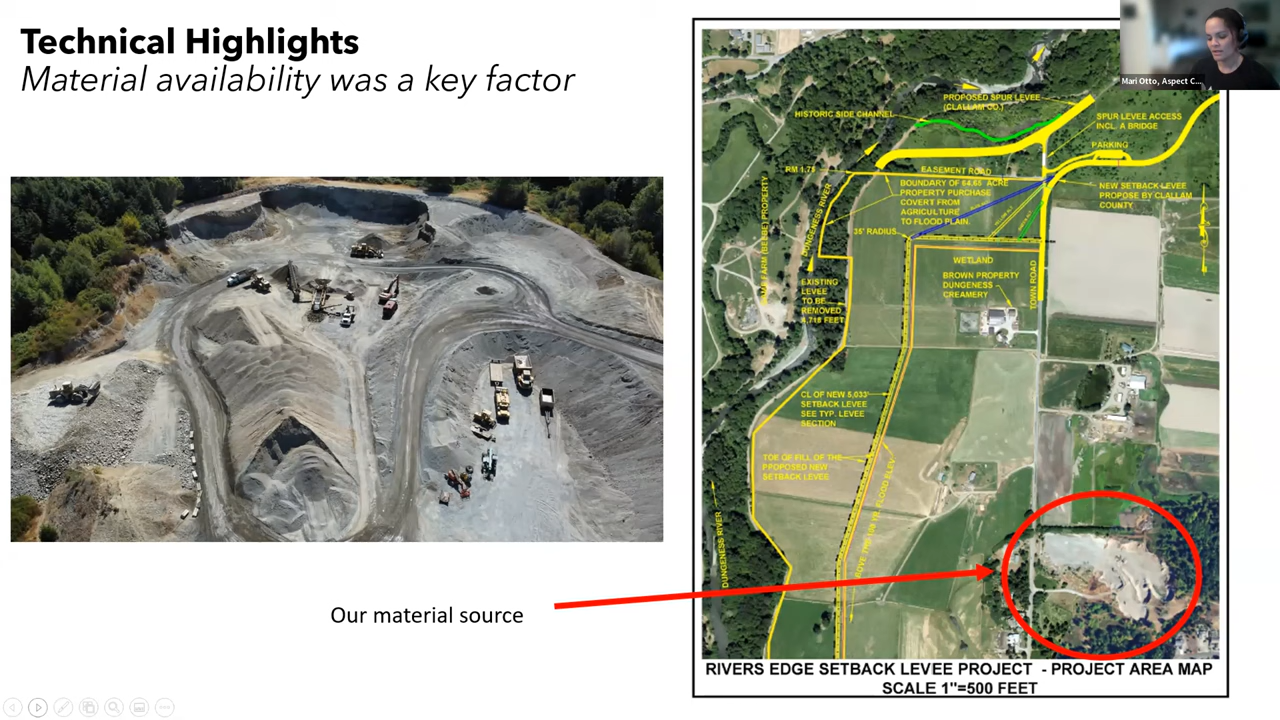 Technical Highlights
Material availability was a key factor
Mari Otto, Aspect C...
PROPOSED SPUR LEVEE
(CLALLAM CO.)
HISTORIC SIDE CHANNEL
SPUR LEVEE ACCESS
INCL. A BRIDGE
PARKING
RM 1.75
EASEMENT ROAD
BOUNDARY OF 64.65 ACRE
PROPERTY PURCHASE
COVERT FROM
AGRICULTURE
TO FLOOD PLAIN.
NEW SETBACK LEVEE
PROPOSE BY CLALLAM
COUNTY
DUNGENESS RIVER
35' RADIUS
WETLAND
BROWN PROPERTY
DUNGENESS
CREAMERY
TOWN ROAD
EXISTING
LEVEE
TO BE
REMOVED
CL OF NEW 5,033'
SETBACK LEVEE
SEE TYP. LEVEE
SECTION
TOE OF FILL OF THE
PROPOSED NEW
SETBACK LEVEE
DUNGENESS RIVER
Our material source
RIVERS EDGE SETBACK LEVEE PROJECT - PROJECT AREA MAP
SCALE 1"=500 FEET